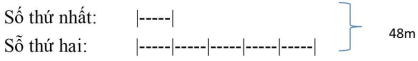 Số thứ nhất: |-----|
Sỗ thứ hai: |-----|-----|-----|-----|-----|
48m